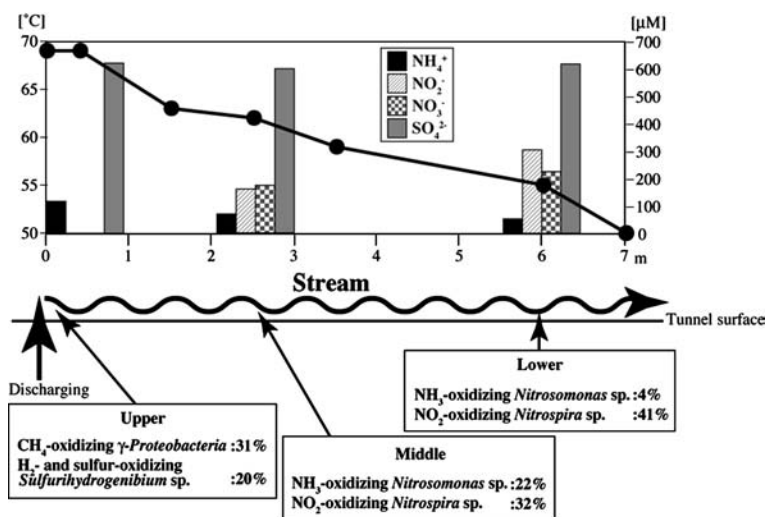 [°C]
[µM]
70
65
60
55
50
700
600
500
400
300
200
100
0
NH₄⁺
NO₂⁻
NO₃⁻
SO₄²⁻
0 1 2 3 4 5 6 7 m
Stream
Tunnel surface
Discharging
Upper
CH₄-oxidizing γ-Proteobacteria :31%
H₂- and sulfur-oxidizing
Sulfurihydrogenibium sp. :20%
Middle
NH₃-oxidizing Nitrosomonas sp. :22%
NO₂-oxidizing Nitrospira sp. :32%
Lower
NH₃-oxidizing Nitrosomonas sp. :4%
NO₂-oxidizing Nitrospira sp. :41%